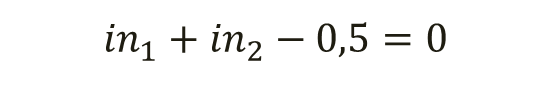 in₁ + in₂ − 0,5 = 0